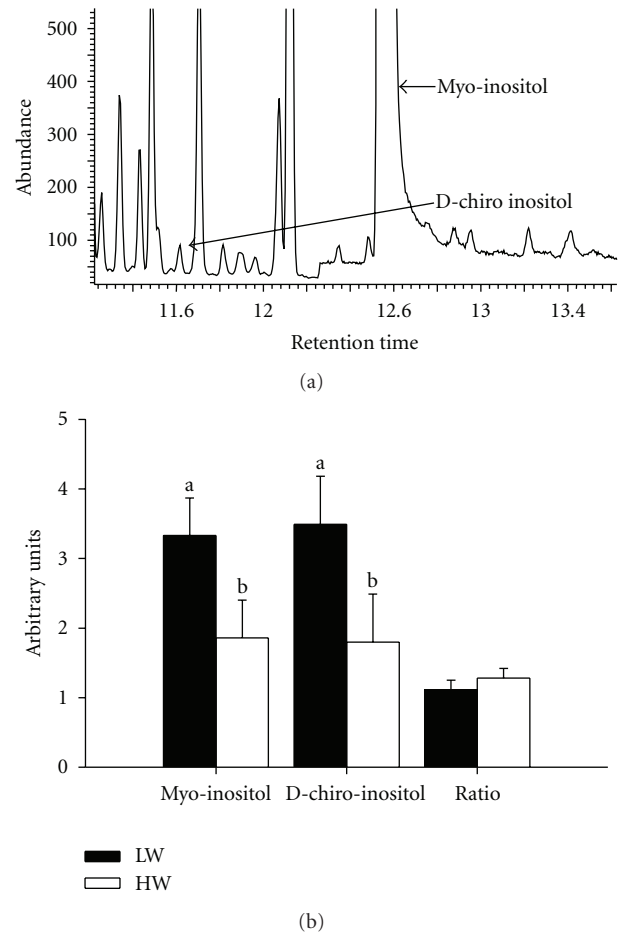 500
400
300
200
100
Abundance
Myo-inositol
D-chiro inositol
11.6 12 12.6 13 13.4
Retention time
(a)
5
4
3
2
1
0
Arbitrary units
a
b
a
b
Myo-inositol D-chiro-inositol Ratio
LW
HW
(b)